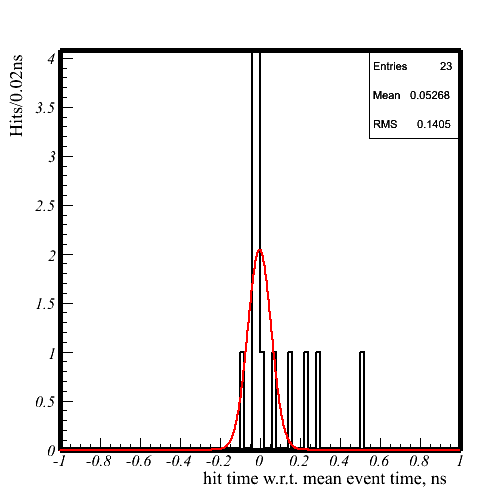 Hits/0.02ns
4
3.5
3
2.5
2
1.5
1
0.5
0
Entries 23
Mean 0.05268
RMS 0.1405
-1 -0.8 -0.6 -0.4 -0.2 0 0.2 0.4 0.6 0.8 1
hit time w.r.t. mean event time, ns